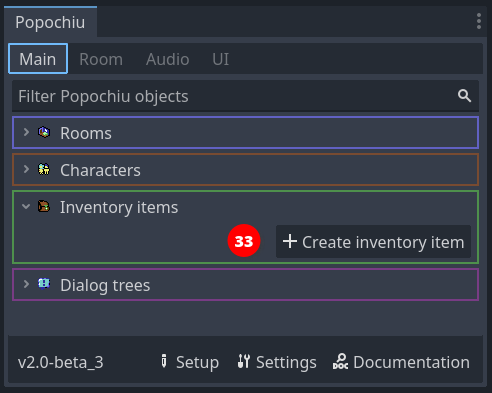 Popochiu
Main Room Audio UI
Filter Popochiu objects
Rooms
Characters
Inventory items
33 + Create inventory item
Dialog trees
v2.0-beta_3 Setup Settings DOC Documentation